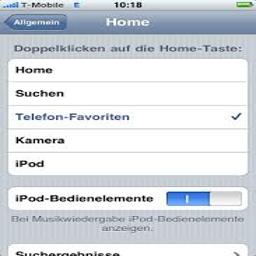 T-Mobile E 10:18
Allgemein Home
Doppelklicken auf die Home-Taste:
Home
Suchen
Telefon-Favoriten
Kamera
iPod
iPod-Bedienelemente
Bei Musikwiedergabe iPod-Bedienelemente
anzeigen.
Suchergebnisse